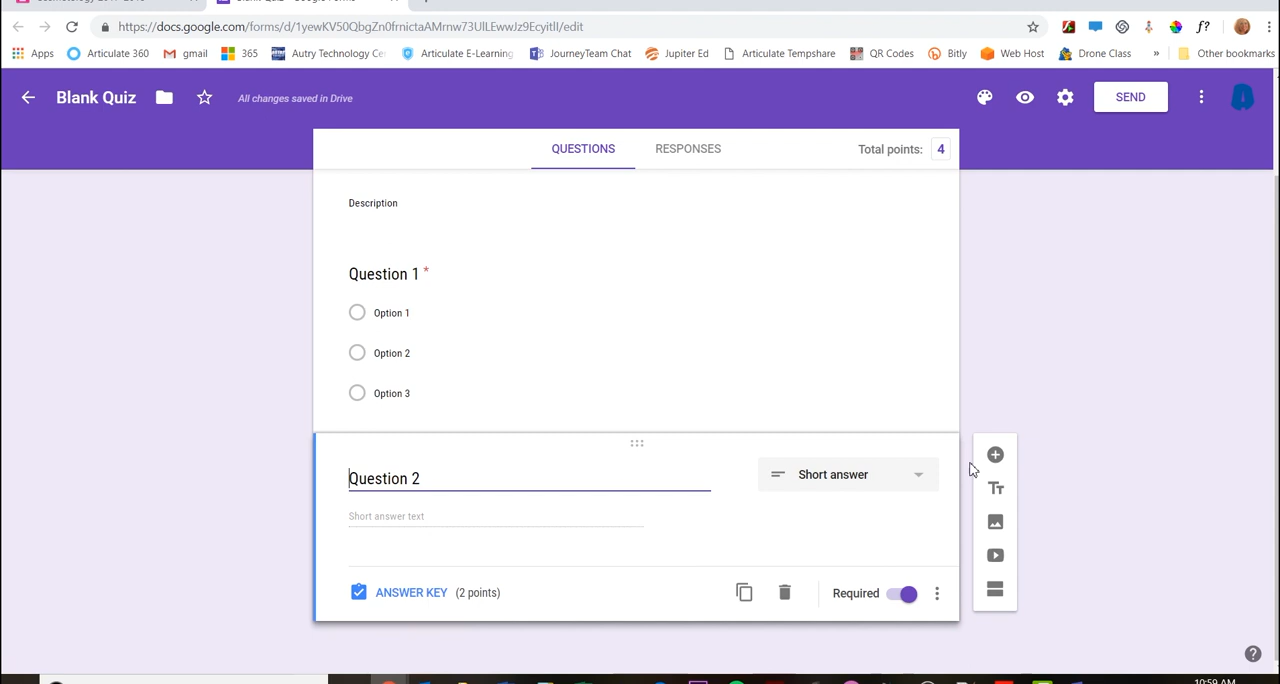 https://docs.google.com/forms/d/1yewKV50QbgZn0frnictaAMrnw73UlLEwwJz9EcyitlI/edit
Apps Articulate 360 gmail 365 Autry Technology Ce Articulate E-Learning JourneyTeam Chat Jupiter Ed Articulate Tempshare QR Codes Bitly Web Host Drone Class » Other bookmarks
Blank Quiz All changes saved in Drive SEND
QUESTIONS RESPONSES Total points: 4
Description
Question 1 *
Option 1
Option 2
Option 3
Question 2 Short answer
Short answer text
ANSWER KEY (2 points) Required
Tt
10:59 AM